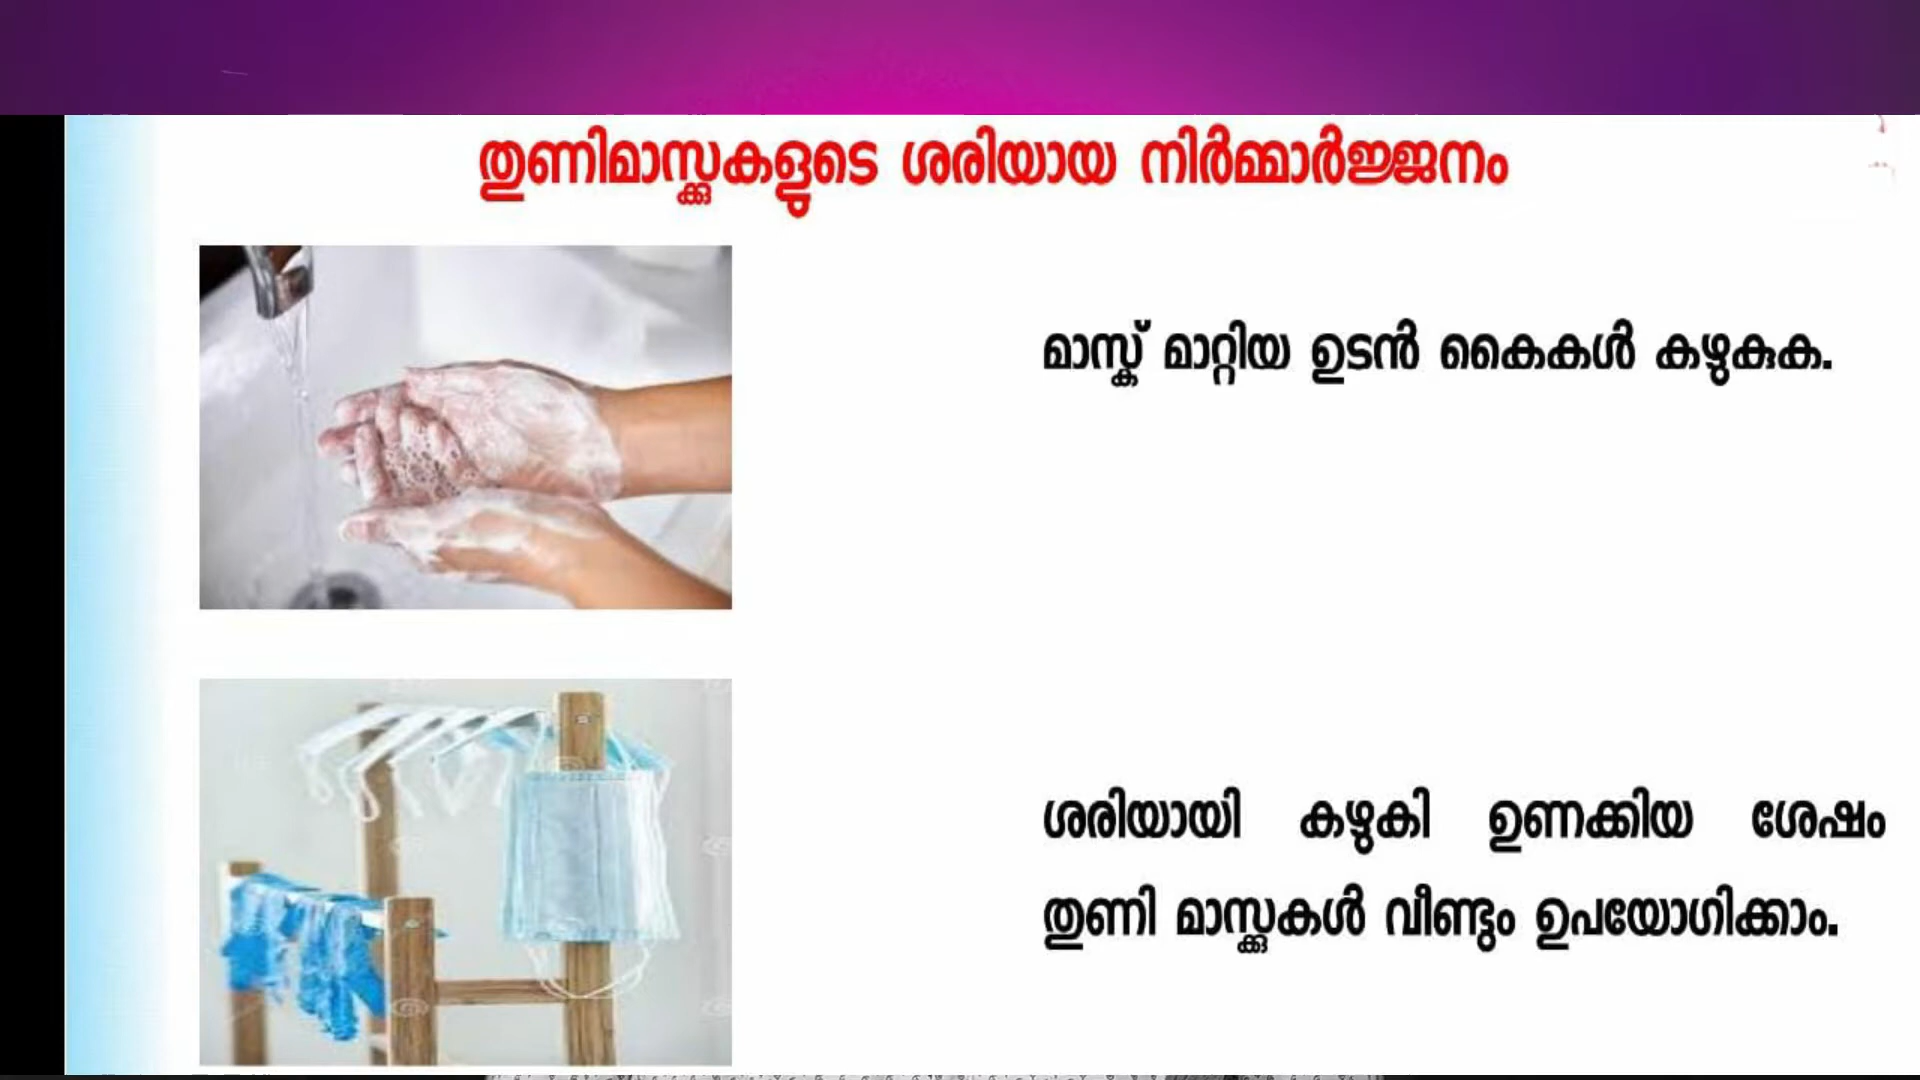 തുണിമാസ്ക്കുകളുടെ ശരിയായ നിർമ്മാർജ്ജനം
മാസ്ക് മാറ്റിയ ഉടൻ കൈകൾ കഴുകുക.
ശരിയായി കഴുകി ഉണക്കിയ ശേഷം
തുണി മാസ്ക്കുകൾ വീണ്ടും ഉപയോഗിക്കാം.